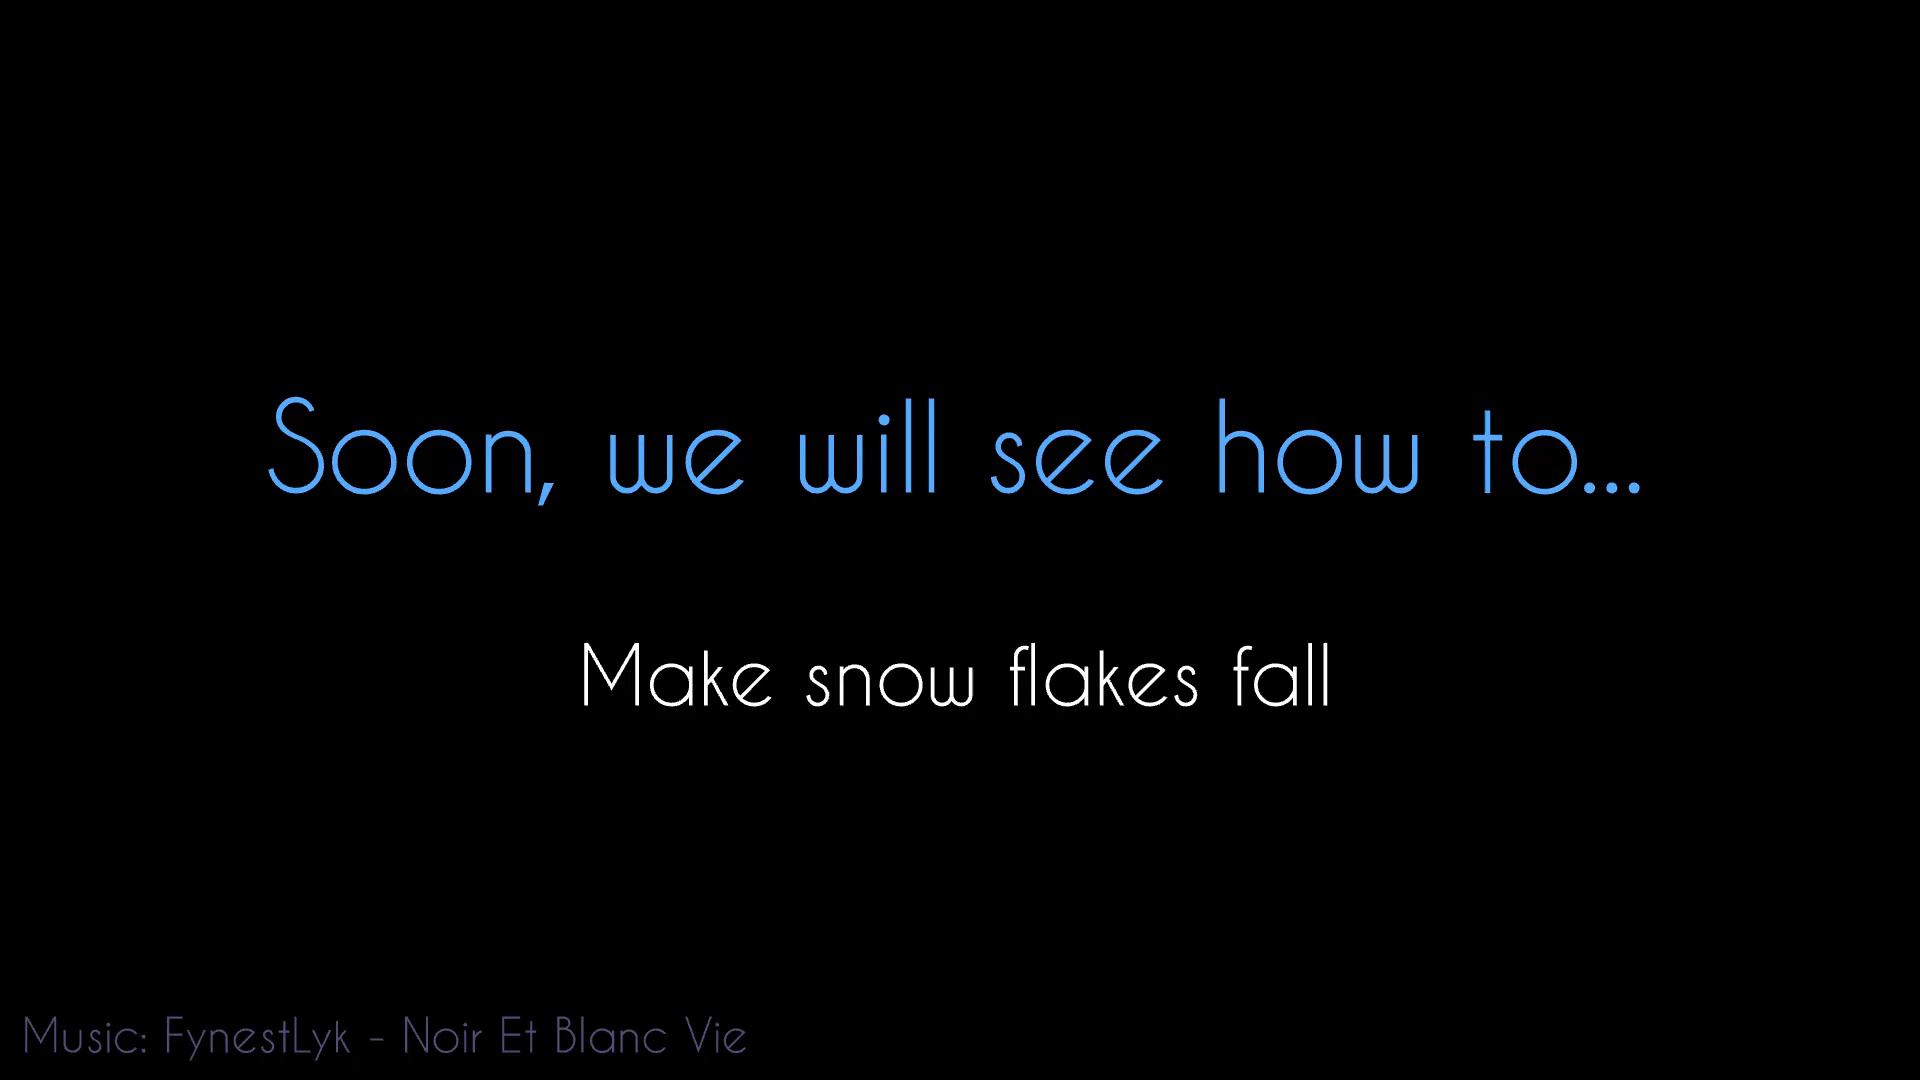 Soon, we will see how to...
Make snow flakes fall
Music: FynestLyk - Noir Et Blanc Vie